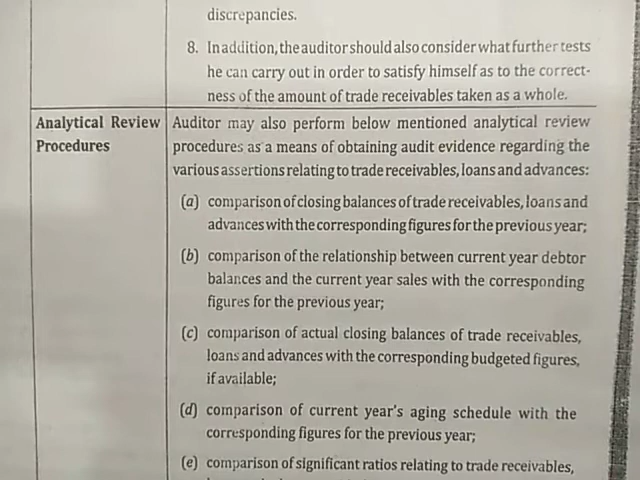 discrepancies.
8. In addition, the auditor should also consider what further tests
he can carry out in order to satisfy himself as to the correct-
ness of the amount of trade receivables taken as a whole.
Analytical Review
Procedures
Auditor may also perform below mentioned analytical review
procedures as a means of obtaining audit evidence regarding the
various assertions relating to trade receivables, loans and advances:
(a) comparison of closing balances of trade receivables, loans and
advances with the corresponding figures for the previous year;
(b) comparison of the relationship between current year debtor
balances and the current year sales with the corresponding
figures for the previous year;
(c) comparison of actual closing balances of trade receivables,
loans and advances with the corresponding budgeted figures,
if available;
(d) comparison of current year's aging schedule with the
corresponding figures for the previous year;
(e) comparison of significant ratios relating to trade receivables,